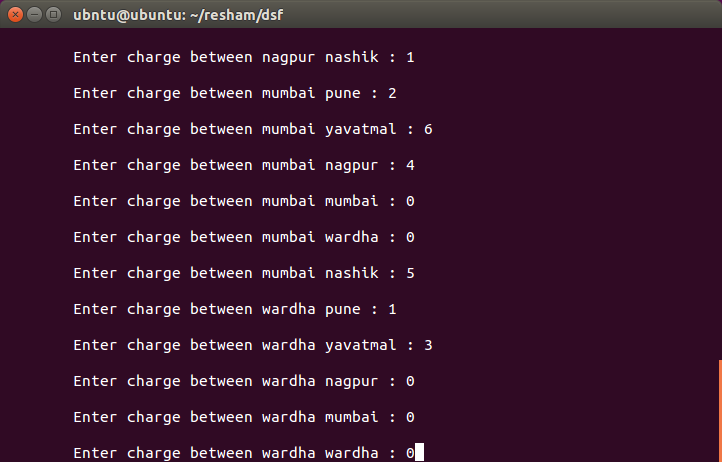 ubntu@ubuntu: ~/resham/dsf
Enter charge between nagpur nashik : 1
Enter charge between mumbai pune : 2
Enter charge between mumbai yavatmal : 6
Enter charge between mumbai nagpur : 4
Enter charge between mumbai mumbai : 0
Enter charge between mumbai wardha : 0
Enter charge between mumbai nashik : 5
Enter charge between wardha pune : 1
Enter charge between wardha yavatmal : 3
Enter charge between wardha nagpur : 0
Enter charge between wardha mumbai : 0
Enter charge between wardha wardha : 0